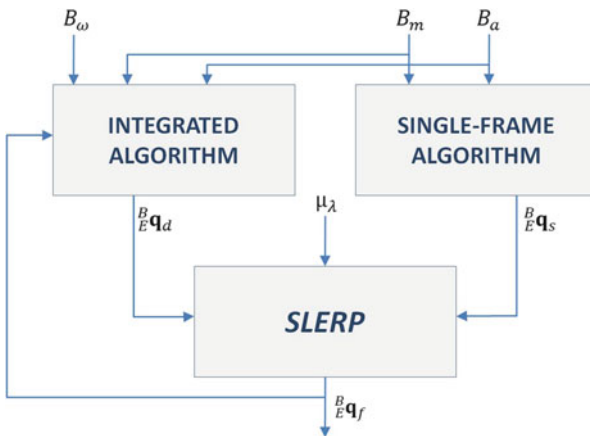 B_ω B_m B_a
INTEGRATED
ALGORITHM
SINGLE-FRAME
ALGORITHM
^B_E q_d
μ_λ
^B_E q_s
SLERP
^B_E q_f